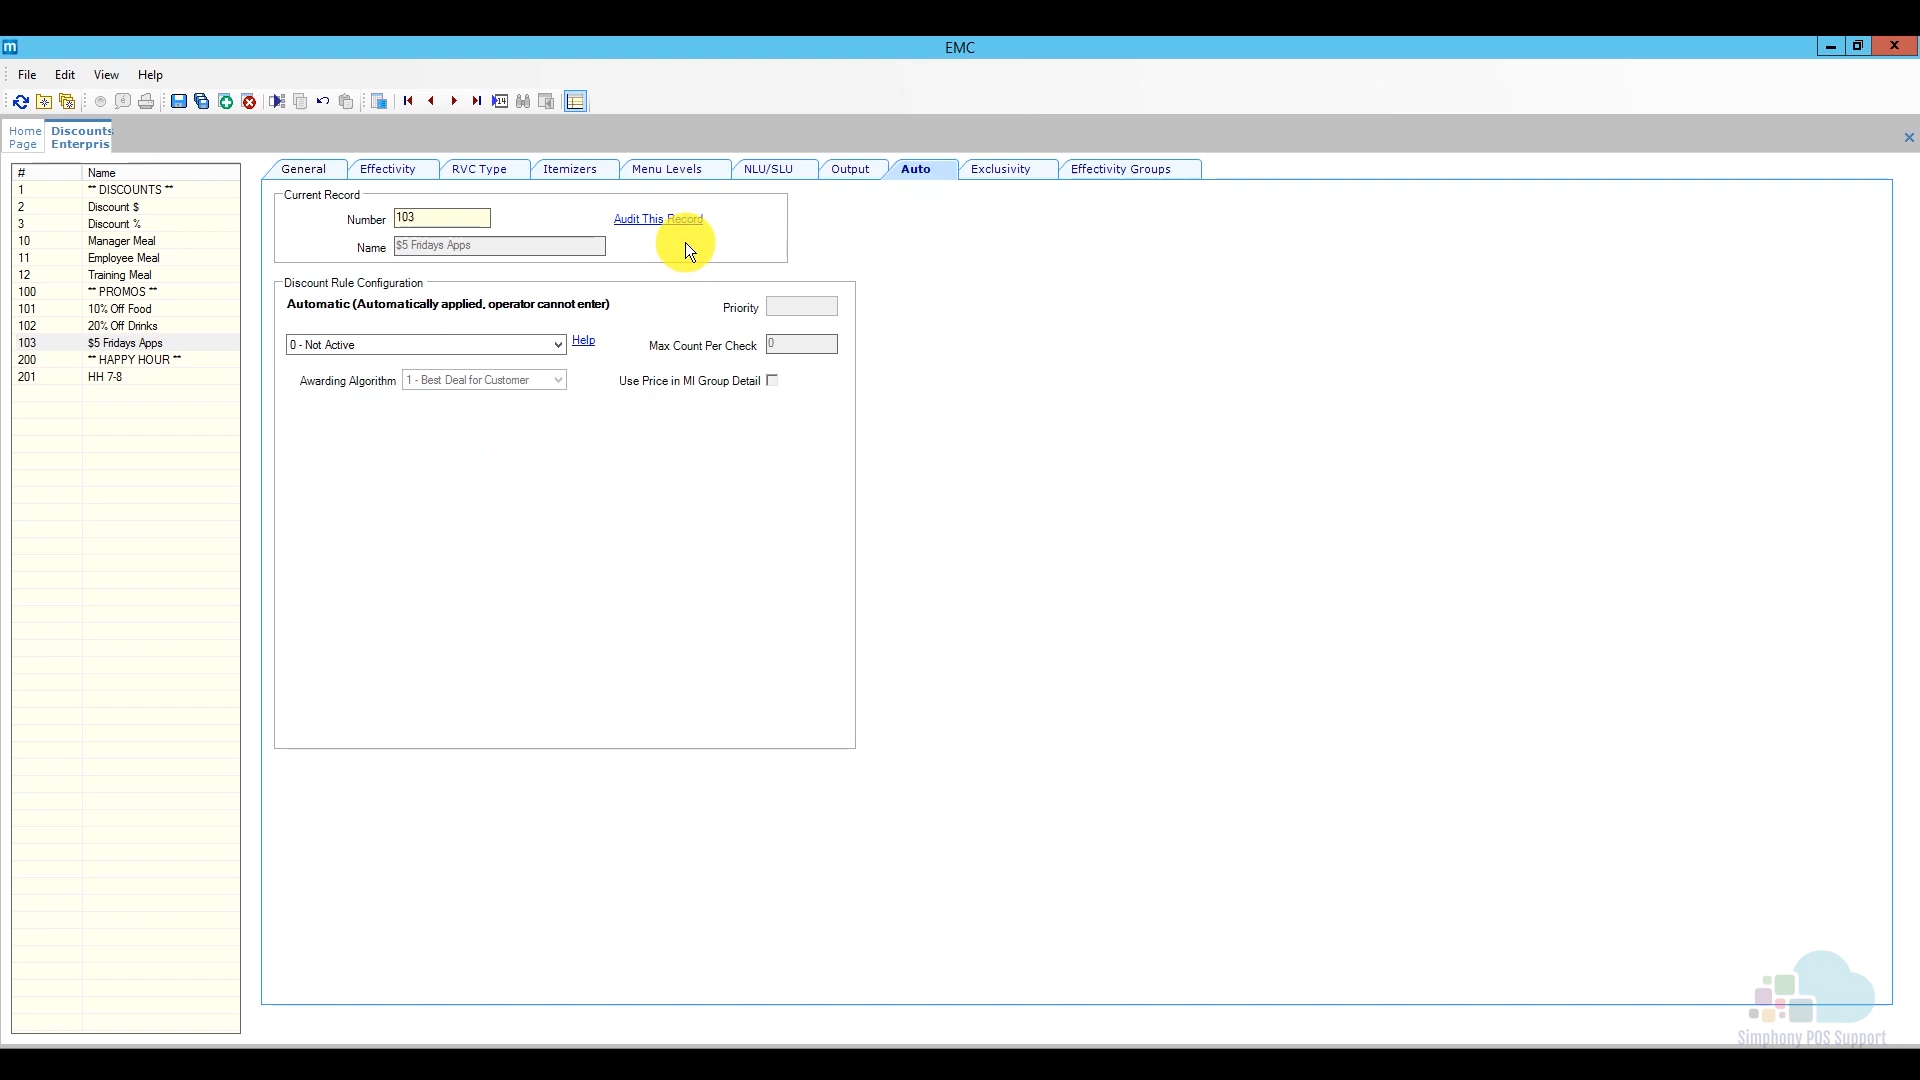 m
EMC
File Edit View Help
Home Page
Discounts Enterpris
# Name
1 ** DISCOUNTS **
2 Discount $
3 Discount %
10 Manager Meal
11 Employee Meal
12 Training Meal
100 ** PROMOS **
101 10% Off Food
102 20% Off Drinks
103 $5 Fridays Apps
200 ** HAPPY HOUR **
201 HH 7-8
General Effectivity RVC Type Itemizers Menu Levels NLU/SLU Output Auto Exclusivity Effectivity Groups
Current Record
Number 103 Audit This Record
Name $5 Fridays Apps
Discount Rule Configuration
Automatic (Automatically applied, operator cannot enter) Priority
0 - Not Active Help Max Count Per Check 0
Awarding Algorithm 1 - Best Deal for Customer Use Price in MI Group Detail
Simphony POS Support